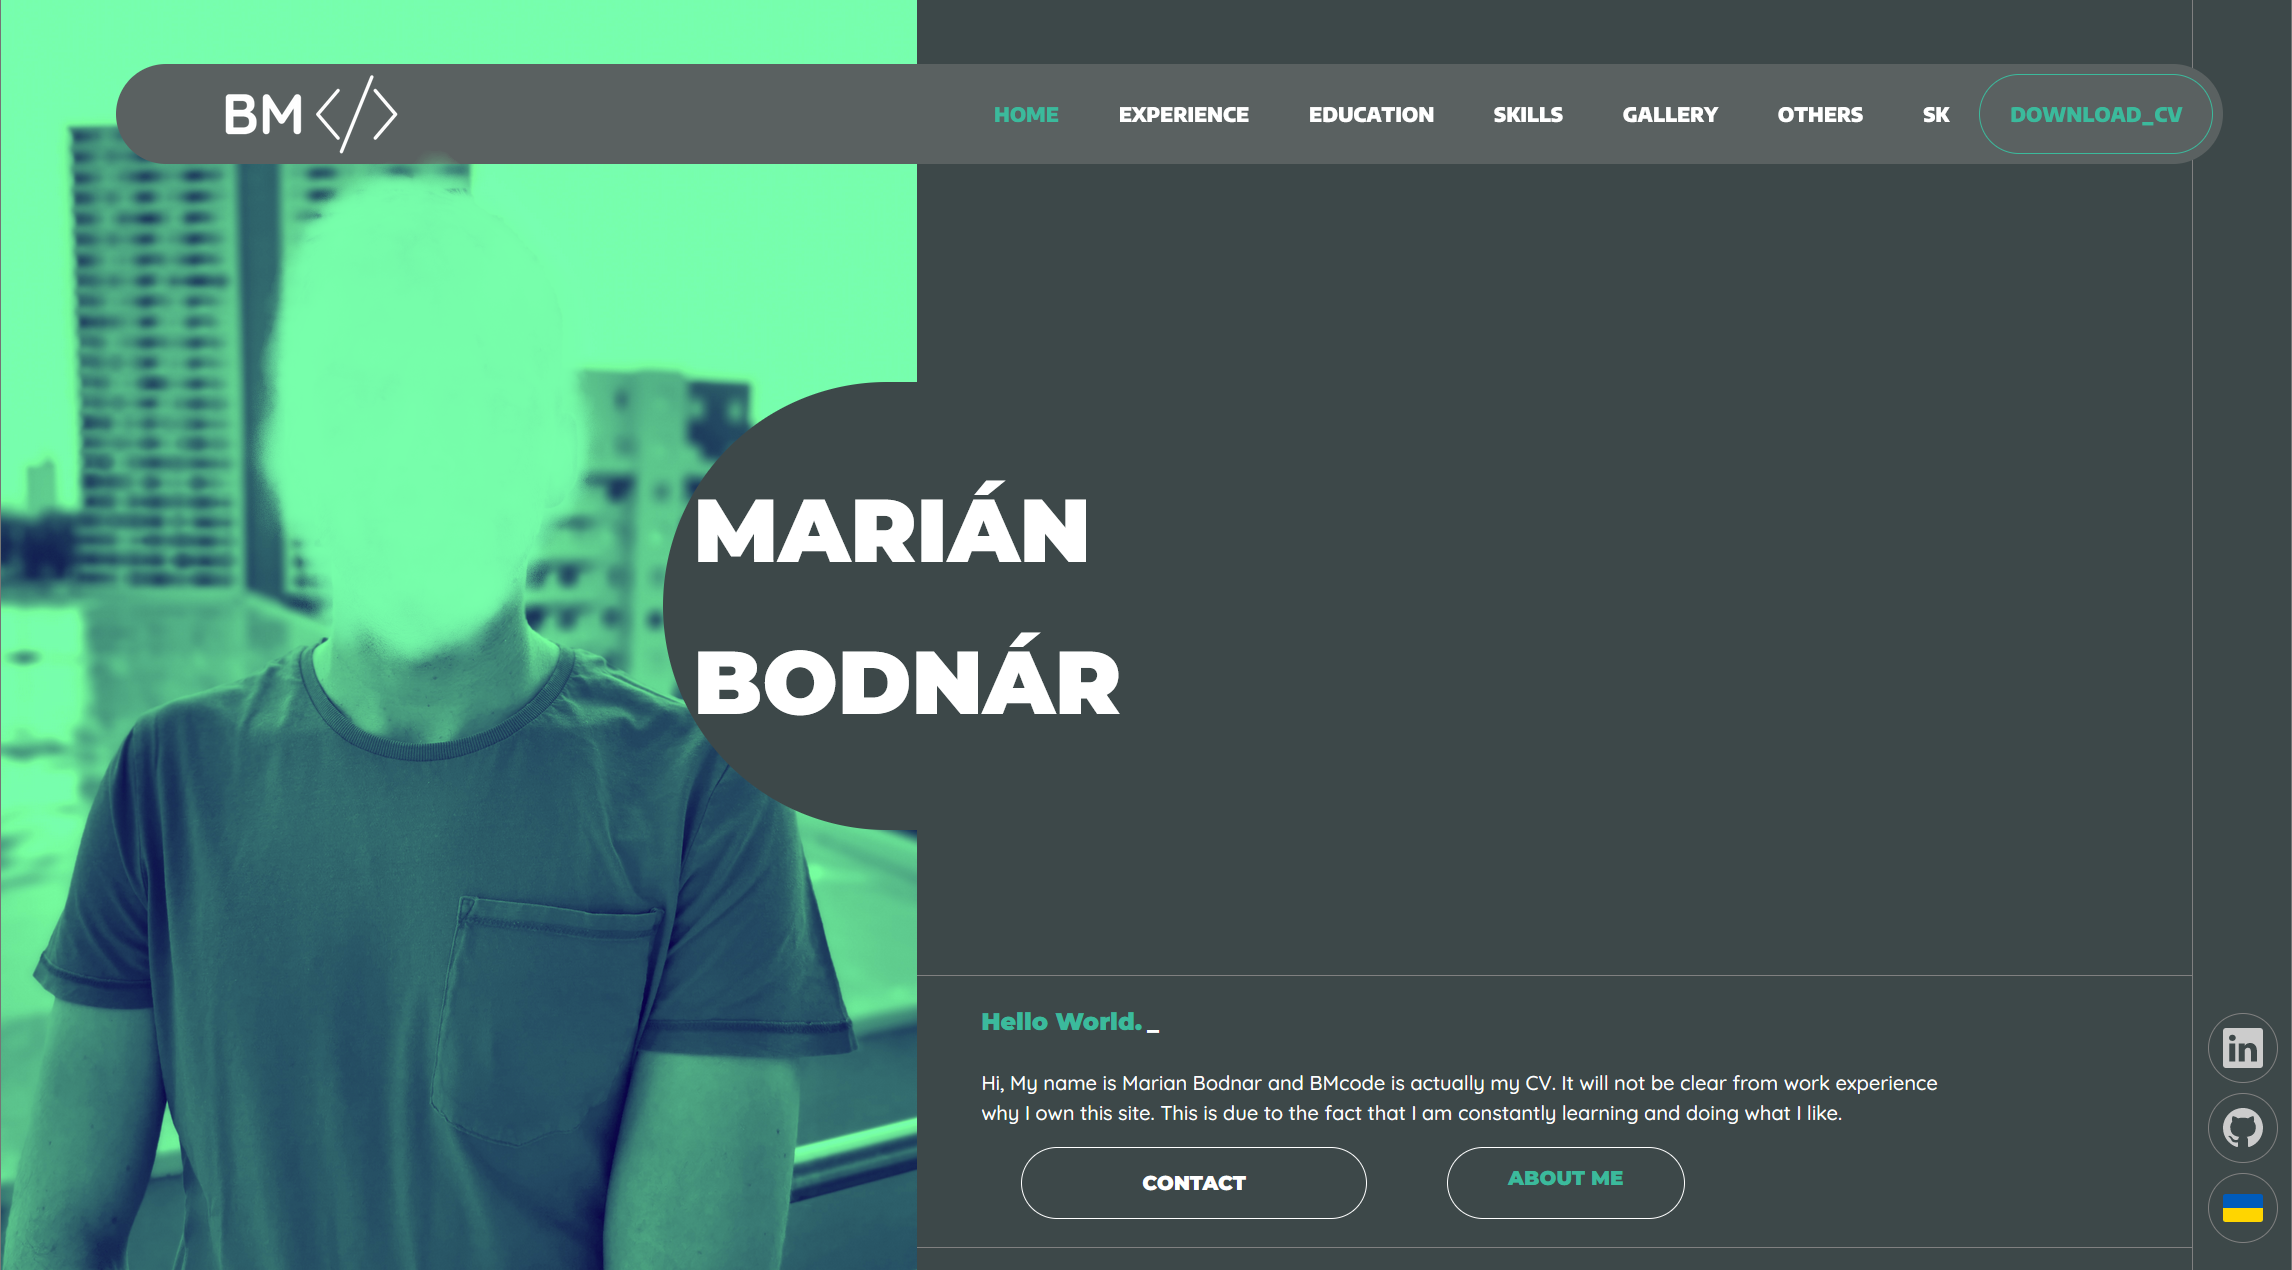 BM</>
HOME EXPERIENCE EDUCATION SKILLS GALLERY OTHERS SK DOWNLOAD_CV
MARIÁN
BODNÁR
Hello World. _
Hi, My name is Marian Bodnar and BMcode is actually my CV. It will not be clear from work experience
why I own this site. This is due to the fact that I am constantly learning and doing what I like.
CONTACT ABOUT ME
in